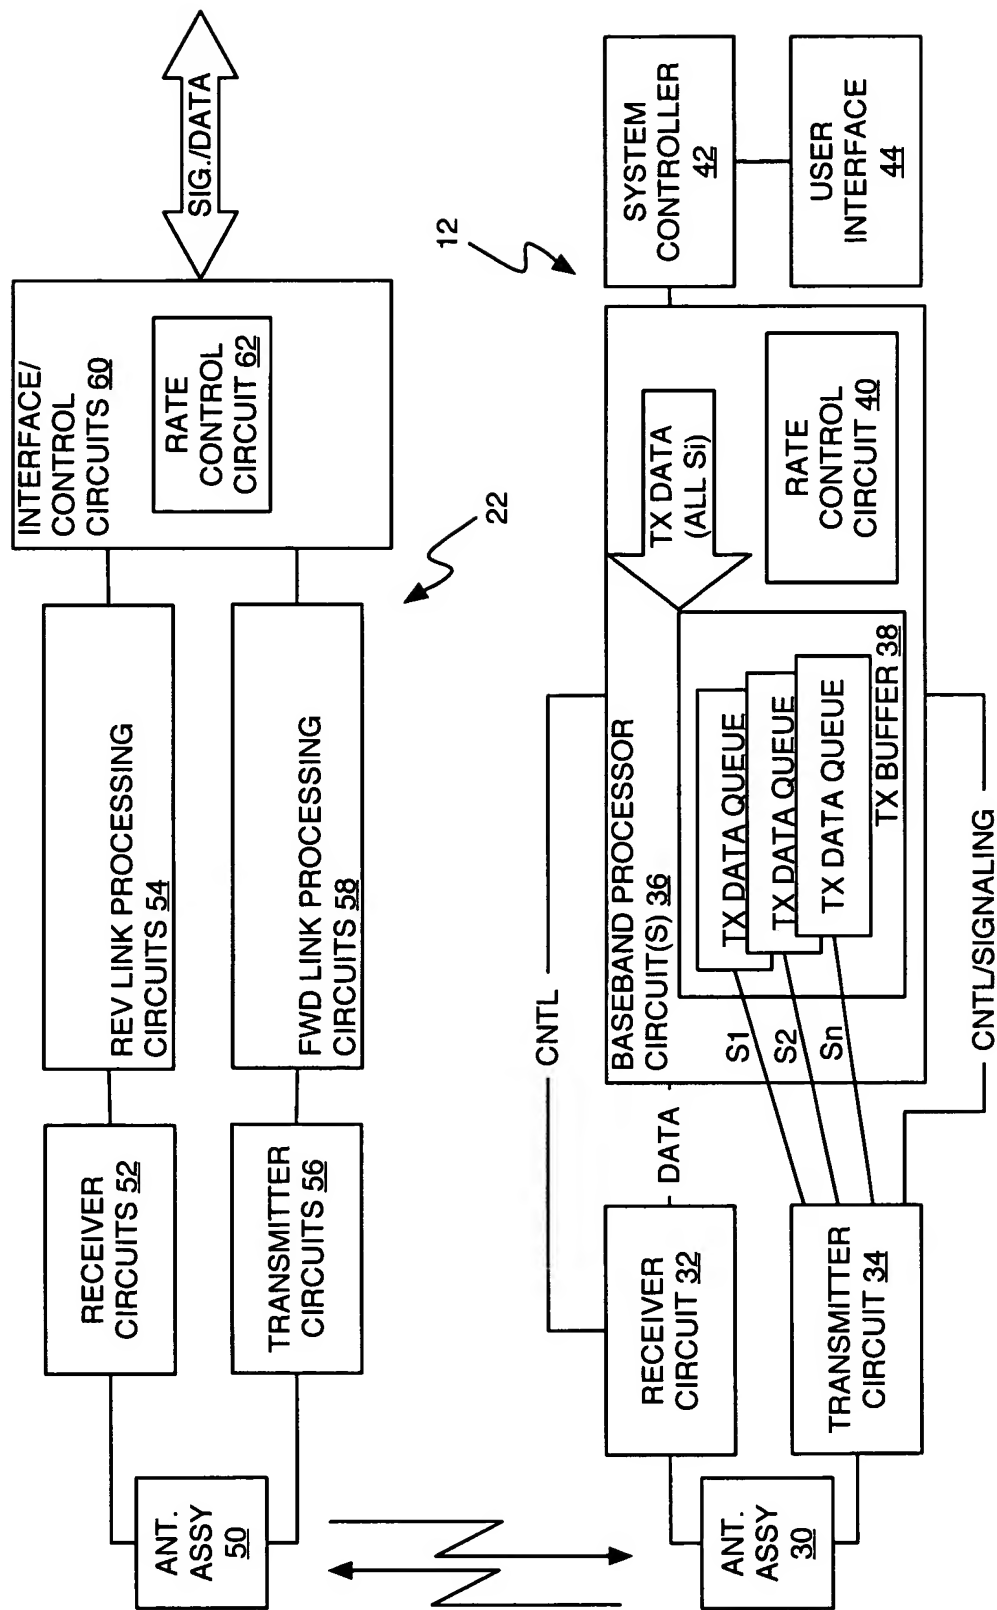 ANT.
ASSY
50
RECEIVER
CIRCUITS 52
TRANSMITTER
CIRCUITS 56
REV LINK PROCESSING
CIRCUITS 54
FWD LINK PROCESSING
CIRCUITS 58
INTERFACE/
CONTROL
CIRCUITS 60
RATE
CONTROL
CIRCUIT 62
SIG./DATA
22
ANT.
ASSY
30
RECEIVER
CIRCUIT 32
TRANSMITTER
CIRCUIT 34
CNTL
DATA
S1
S2
Sn
CNTL/SIGNALING
BASEBAND PROCESSOR
CIRCUIT(S) 36
TX DATA QUEUE
TX DATA QUEUE
TX DATA QUEUE
TX BUFFER 38
TX DATA
(ALL Si)
RATE
CONTROL
CIRCUIT 40
12
SYSTEM
CONTROLLER
42
USER
INTERFACE
44